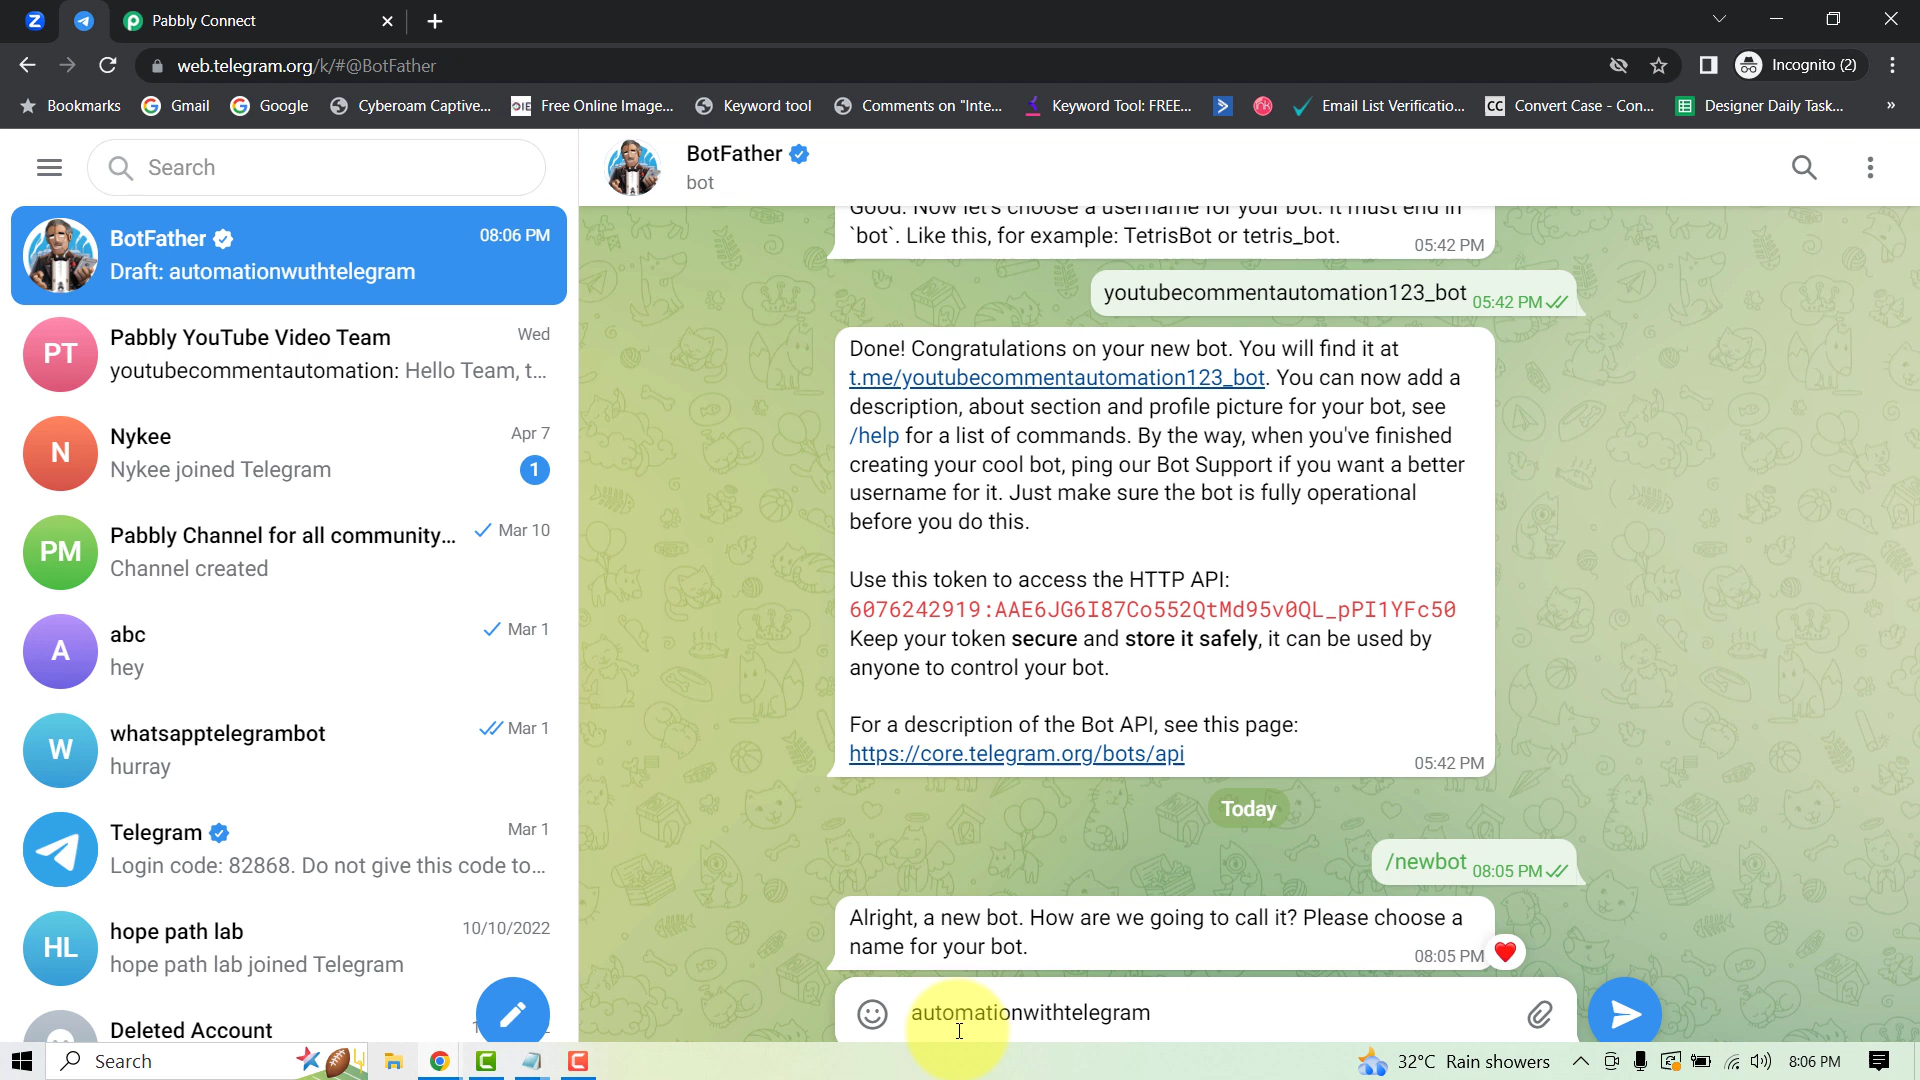 Pabbly Connect
web.telegram.org/k/#@BotFather
Incognito (2)
Bookmarks
Gmail
Google
Cyberoam Captive...
Free Online Image...
Keyword tool
Comments on "Inte...
Keyword Tool: FREE...
Email List Verificatio...
Convert Case - Con...
Designer Daily Task...
Search
BotFather
08:06 PM
Draft: automationwuthtelegram
PT
Pabbly YouTube Video Team
Wed
youtubecommentautomation: Hello Team, t...
N
Nykee
Apr 7
Nykee joined Telegram
1
PM
Pabbly Channel for all community...
Mar 10
Channel created
A
abc
Mar 1
hey
W
whatsapptelegrambot
Mar 1
hurray
Telegram
Mar 1
Login code: 82868. Do not give this code to...
HL
hope path lab
10/10/2022
hope path lab joined Telegram
Deleted Account
BotFather
bot
Good. Now let's choose a username for your bot. It must end in
`bot`. Like this, for example: TetrisBot or tetris_bot.
05:42 PM
youtubecommentautomation123_bot
05:42 PM
Done! Congratulations on your new bot. You will find it at
t.me/youtubecommentautomation123_bot. You can now add a
description, about section and profile picture for your bot, see
/help for a list of commands. By the way, when you've finished
creating your cool bot, ping our Bot Support if you want a better
username for it. Just make sure the bot is fully operational
before you do this.
Use this token to access the HTTP API:
6076242919:AAE6JG6I87Co552QtMd95v0QL_pPI1YFc50
Keep your token secure and store it safely, it can be used by
anyone to control your bot.
For a description of the Bot API, see this page:
https://core.telegram.org/bots/api
05:42 PM
Today
/newbot
08:05 PM
Alright, a new bot. How are we going to call it? Please choose a
name for your bot.
08:05 PM
automationwithtelegram
Search
32°C Rain showers
8:06 PM